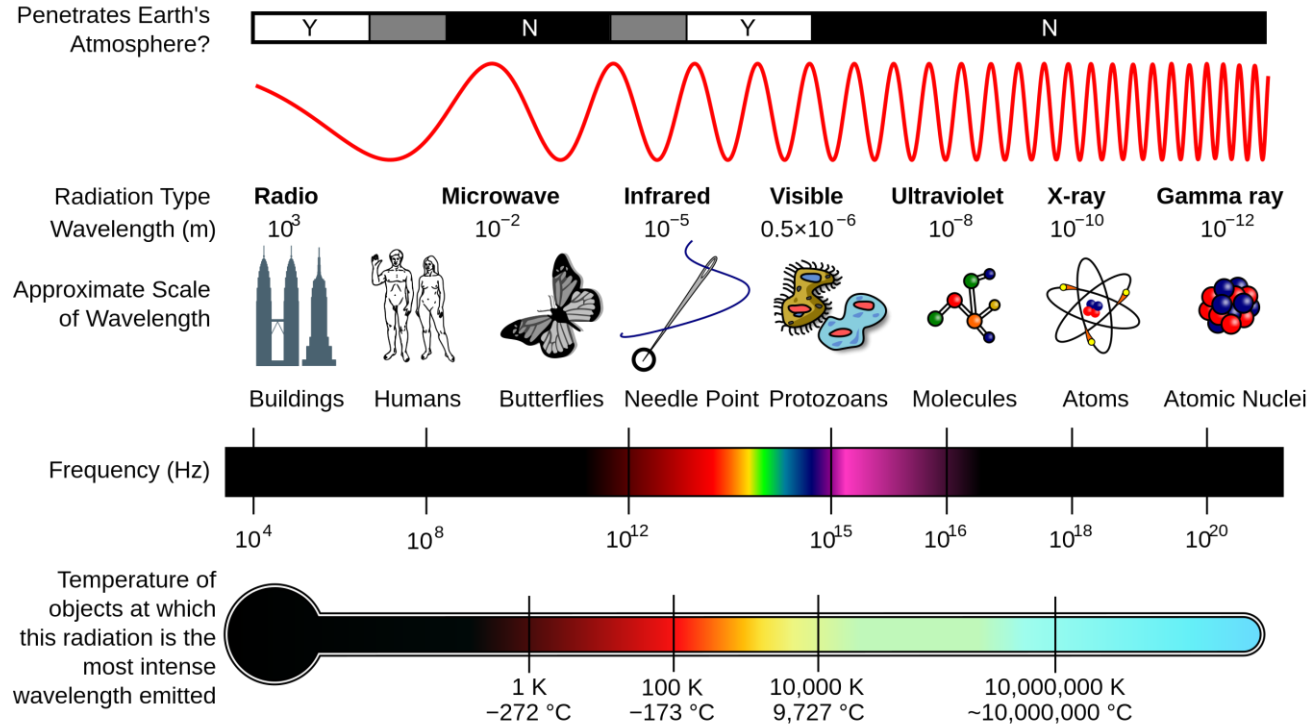 Penetrates Earth's
Atmosphere?
Y N Y N
Radiation Type
Radio Microwave Infrared Visible Ultraviolet X-ray Gamma ray
Wavelength (m)
10³ 10⁻² 10⁻⁵ 0.5×10⁻⁶ 10⁻⁸ 10⁻¹⁰ 10⁻¹²
Approximate Scale
of Wavelength
Buildings Humans Butterflies Needle Point Protozoans Molecules Atoms Atomic Nuclei
Frequency (Hz)
10⁴ 10⁸ 10¹² 10¹⁵ 10¹⁶ 10¹⁸ 10²⁰
Temperature of
objects at which
this radiation is the
most intense
wavelength emitted
1 K 100 K 10,000 K 10,000,000 K
−272 °C −173 °C 9,727 °C ~10,000,000 °C